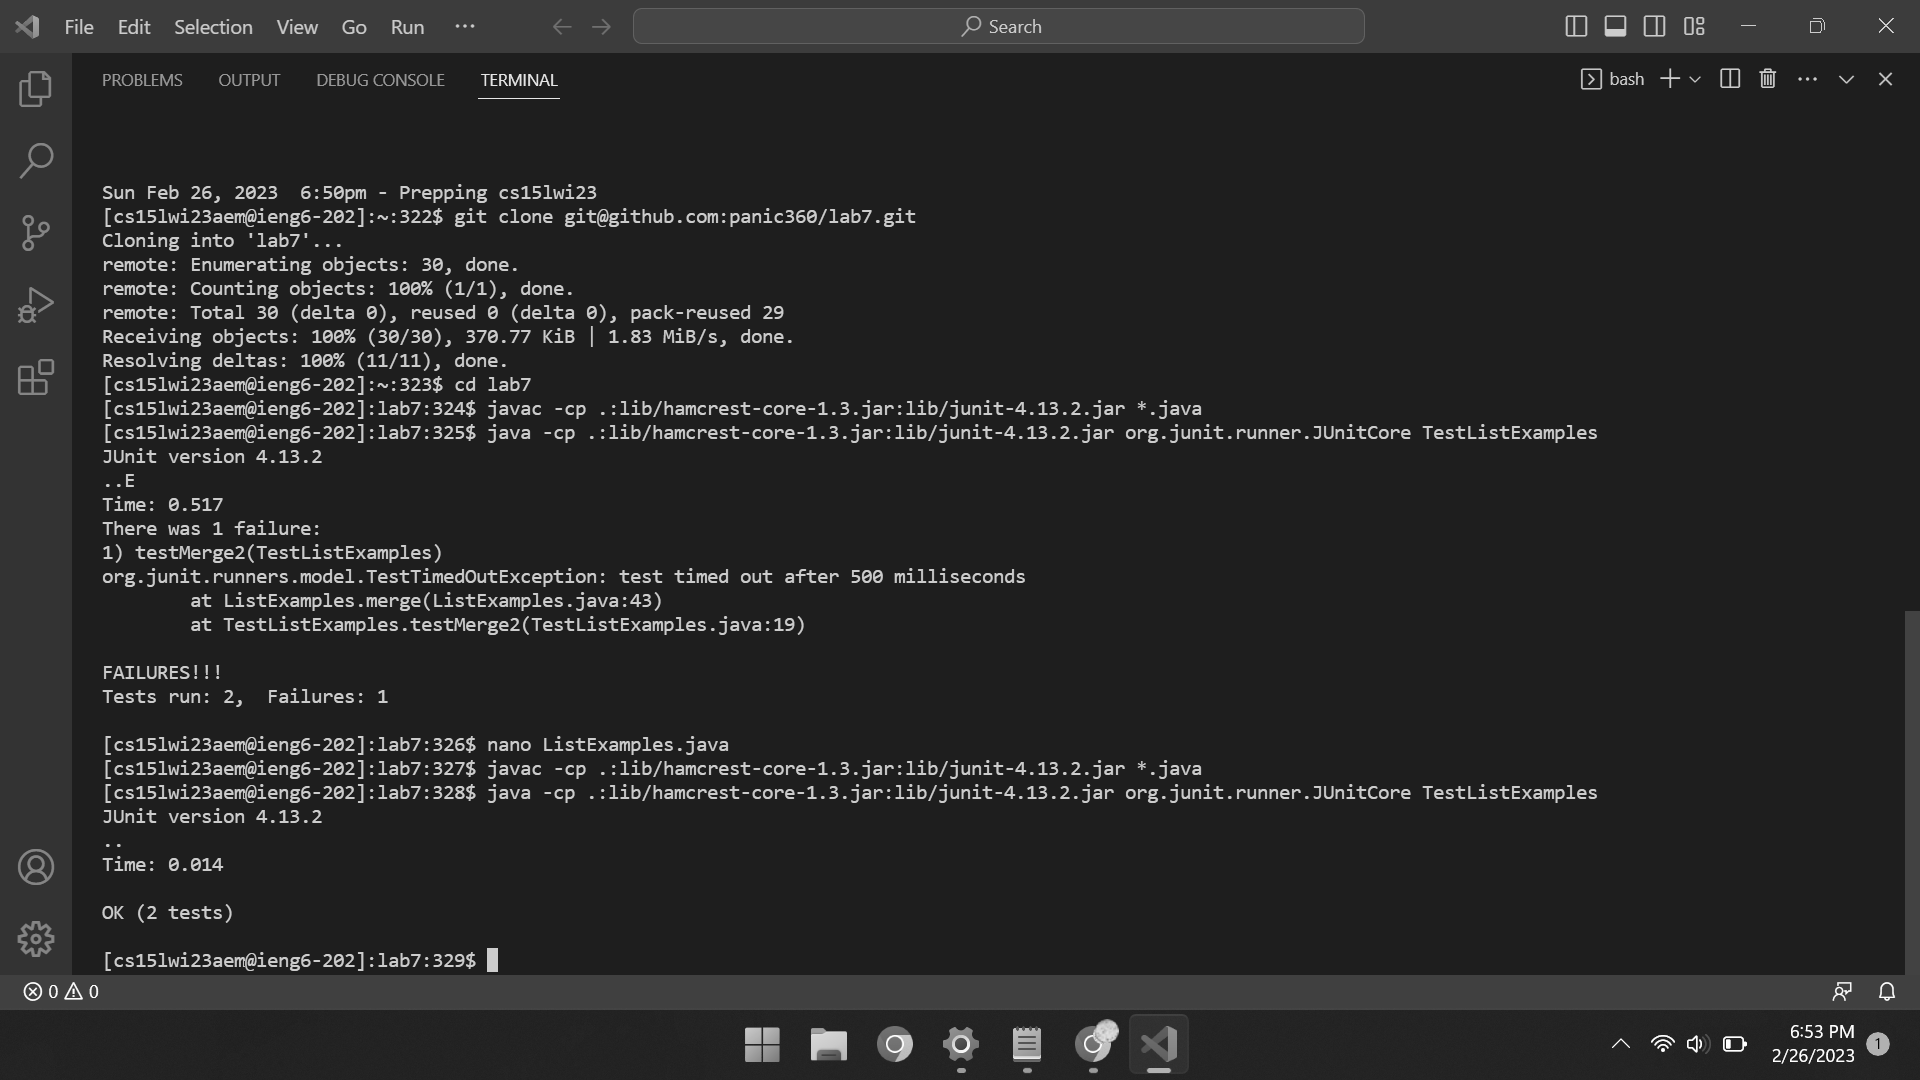 File Edit Selection View Go Run ··· Search
PROBLEMS OUTPUT DEBUG CONSOLE TERMINAL bash
Sun Feb 26, 2023  6:50pm - Prepping cs15lwi23
[cs15lwi23aem@ieng6-202]:~:322$ git clone git@github.com:panic360/lab7.git
Cloning into 'lab7'...
remote: Enumerating objects: 30, done.
remote: Counting objects: 100% (1/1), done.
remote: Total 30 (delta 0), reused 0 (delta 0), pack-reused 29
Receiving objects: 100% (30/30), 370.77 KiB | 1.83 MiB/s, done.
Resolving deltas: 100% (11/11), done.
[cs15lwi23aem@ieng6-202]:~:323$ cd lab7
[cs15lwi23aem@ieng6-202]:lab7:324$ javac -cp .:lib/hamcrest-core-1.3.jar:lib/junit-4.13.2.jar *.java
[cs15lwi23aem@ieng6-202]:lab7:325$ java -cp .:lib/hamcrest-core-1.3.jar:lib/junit-4.13.2.jar org.junit.runner.JUnitCore TestListExamples
JUnit version 4.13.2
..E
Time: 0.517
There was 1 failure:
1) testMerge2(TestListExamples)
org.junit.runners.model.TestTimedOutException: test timed out after 500 milliseconds
        at ListExamples.merge(ListExamples.java:43)
        at TestListExamples.testMerge2(TestListExamples.java:19)
FAILURES!!!
Tests run: 2,  Failures: 1
[cs15lwi23aem@ieng6-202]:lab7:326$ nano ListExamples.java
[cs15lwi23aem@ieng6-202]:lab7:327$ javac -cp .:lib/hamcrest-core-1.3.jar:lib/junit-4.13.2.jar *.java
[cs15lwi23aem@ieng6-202]:lab7:328$ java -cp .:lib/hamcrest-core-1.3.jar:lib/junit-4.13.2.jar org.junit.runner.JUnitCore TestListExamples
JUnit version 4.13.2
..
Time: 0.014
OK (2 tests)
[cs15lwi23aem@ieng6-202]:lab7:329$
0 0
6:53 PM
2/26/2023
1